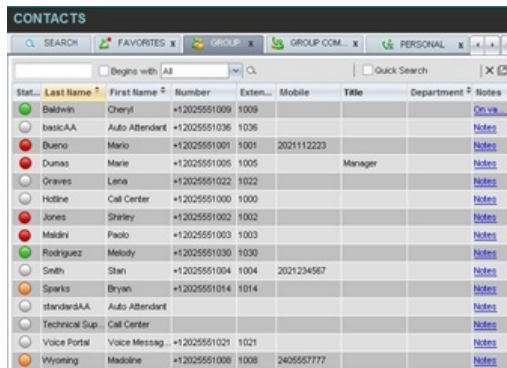 CONTACTS
SEARCH FAVORITES x GROUP x GROUP COM... x PERSONAL x
Begins with All Quick Search X
Stat... Last Name First Name Number Exten... Mobile Title Department Notes
Baldwin Cheryl +12025551009 1009 On va...
basicAA Auto Attendant +12025551036 1036 Notes
Bueno Mario +12025551001 1001 2021112223 Notes
Dumas Marie +12025551005 1005 Manager Notes
Graves Lena +12025551022 1022 Notes
Hotline Call Center +12025551000 1000 Notes
Jones Shirley +12025551002 1002 Notes
Maldini Paolo +12025551003 1003 Notes
Rodriguez Melody +12025551030 1030 Notes
Smith Stan +12025551004 1004 2021234567 Notes
Sparks Bryan +12025551014 1014 Notes
standardAA Auto Attendant Notes
Technical Sup... Call Center Notes
Voice Portal Voice Messag... +12025551021 1021 Notes
Wyoming Madoline +12025551008 1008 2405557777 Notes